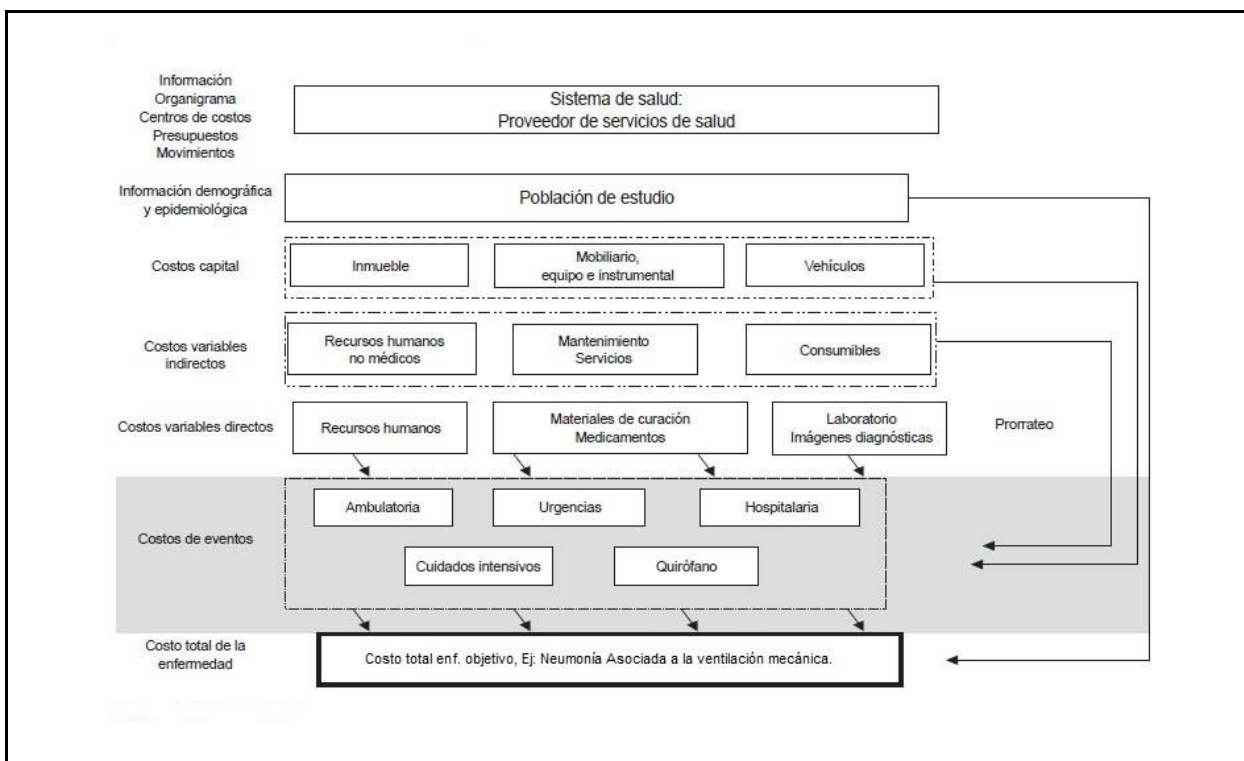 Información
Organigrama
Centros de costos
Presupuestos
Movimientos
Sistema de salud:
Proveedor de servicios de salud
Información demográfica
y epidemiológica
Población de estudio
Costos capital
Inmueble
Mobiliario,
equipo e instrumental
Vehículos
Costos variables
indirectos
Recursos humanos
no médicos
Mantenimiento
Servicios
Consumibles
Costos variables directos
Recursos humanos
Materiales de curación
Medicamentos
Laboratorio
Imágenes diagnósticas
Prorrateo
Costos de eventos
Ambulatoria
Urgencias
Hospitalaria
Cuidados intensivos
Quirófano
Costo total de la
enfermedad
Costo total enf. objetivo, Ej: Neumonía Asociada a la ventilación mecánica.